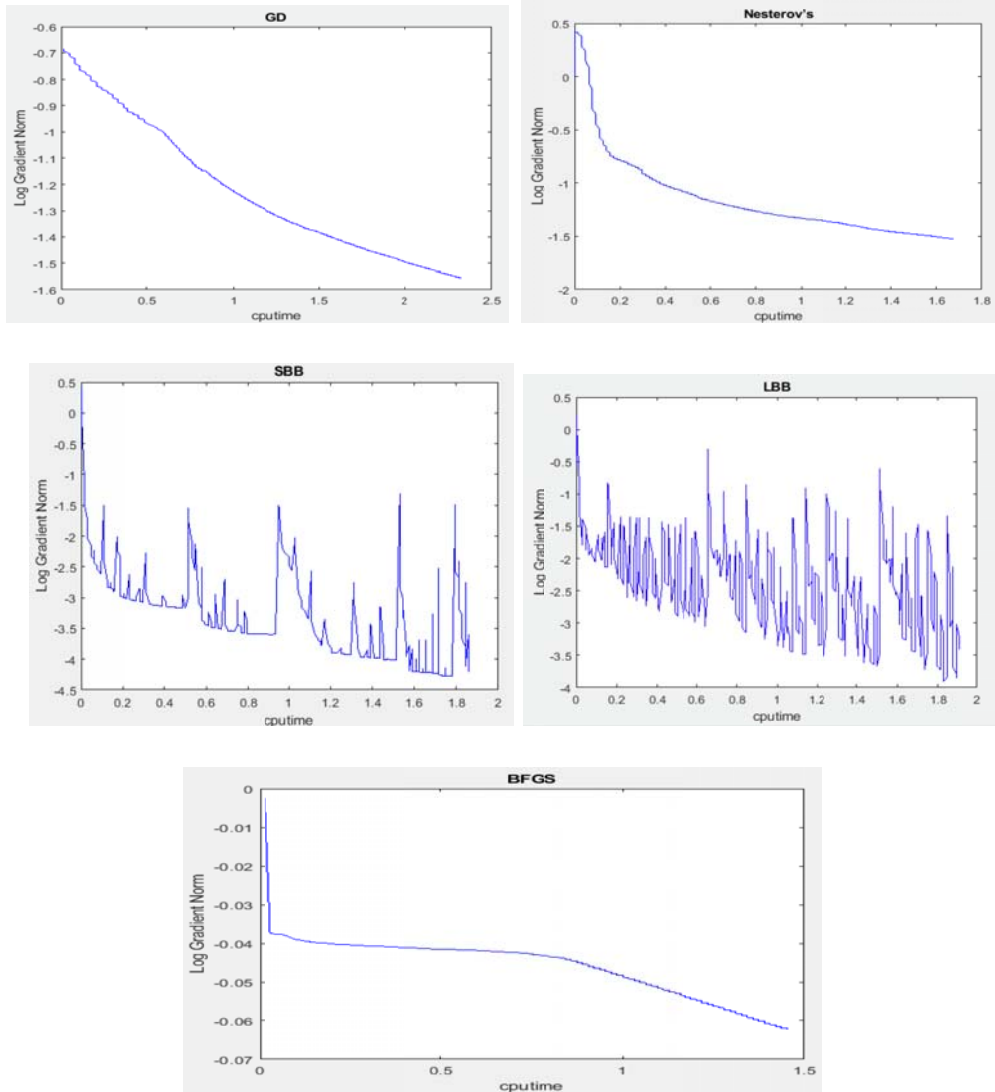 GD
-0.6
-0.7
-0.8
-0.9
-1
-1.1
-1.2
-1.3
-1.4
-1.5
-1.6
Log Gradient Norm
0 0.5 1 1.5 2 2.5
cputime
Nesterov's
0.5
0
-0.5
-1
-1.5
-2
Log Gradient Norm
0 0.2 0.4 0.6 0.8 1 1.2 1.4 1.6 1.8
cputime
SBB
0.5
0
-0.5
-1
-1.5
-2
-2.5
-3
-3.5
-4
-4.5
Log Gradient Norm
0 0.2 0.4 0.6 0.8 1 1.2 1.4 1.6 1.8 2
cputime
LBB
0.5
0
-0.5
-1
-1.5
-2
-2.5
-3
-3.5
-4
Log Gradient Norm
0 0.2 0.4 0.6 0.8 1 1.2 1.4 1.6 1.8 2
cputime
BFGS
0
-0.01
-0.02
-0.03
-0.04
-0.05
-0.06
-0.07
Log Gradient Norm
0 0.5 1 1.5
cputime